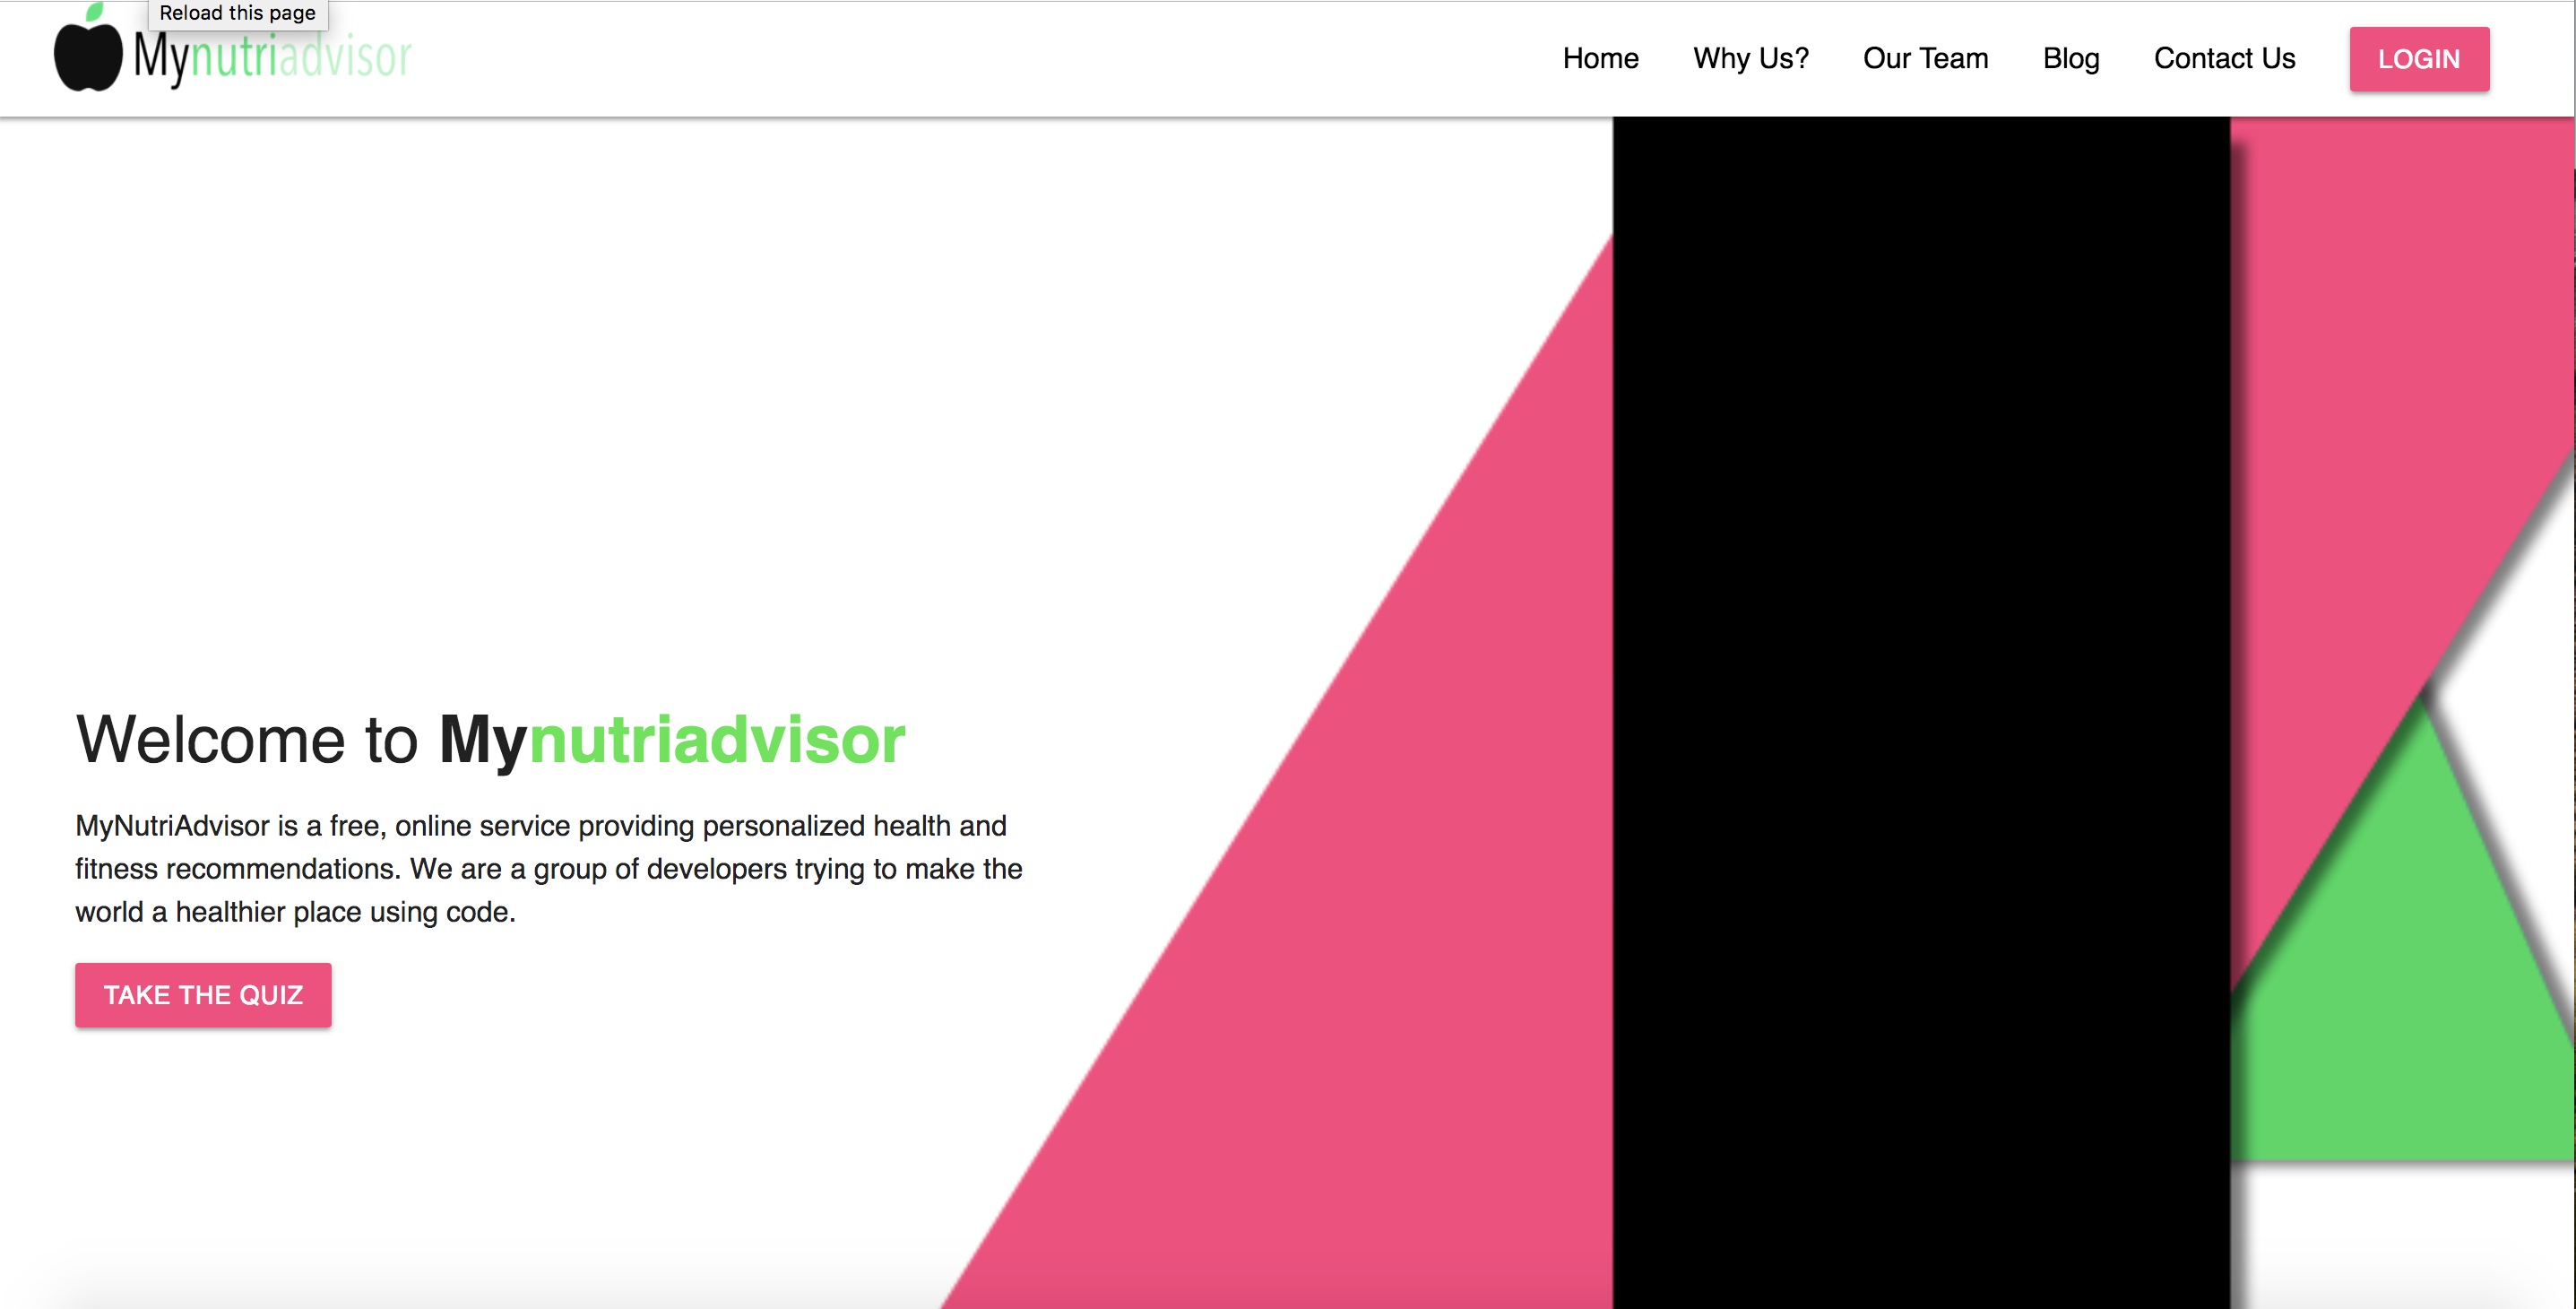 Reload this page
Mynutriadvisor
Home Why Us? Our Team Blog Contact Us LOGIN
Welcome to Mynutriadvisor
MyNutriAdvisor is a free, online service providing personalized health and
fitness recommendations. We are a group of developers trying to make the
world a healthier place using code.
TAKE THE QUIZ